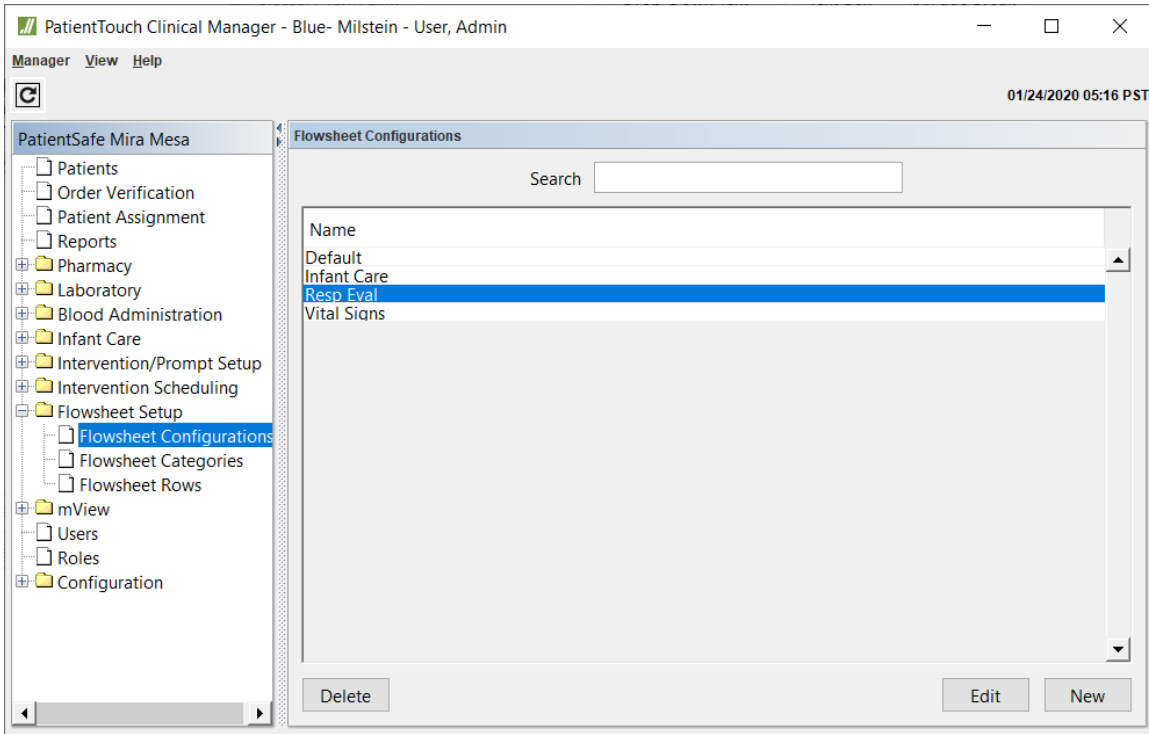 PatientTouch Clinical Manager - Blue- Milstein - User, Admin
Manager View Help
01/24/2020 05:16 PST
PatientSafe Mira Mesa
Patients
Order Verification
Patient Assignment
Reports
Pharmacy
Laboratory
Blood Administration
Infant Care
Intervention/Prompt Setup
Intervention Scheduling
Flowsheet Setup
Flowsheet Configurations
Flowsheet Categories
Flowsheet Rows
mView
Users
Roles
Configuration
Flowsheet Configurations
Search
Name
Default
Infant Care
Resp Eval
Vital Signs
Delete Edit New